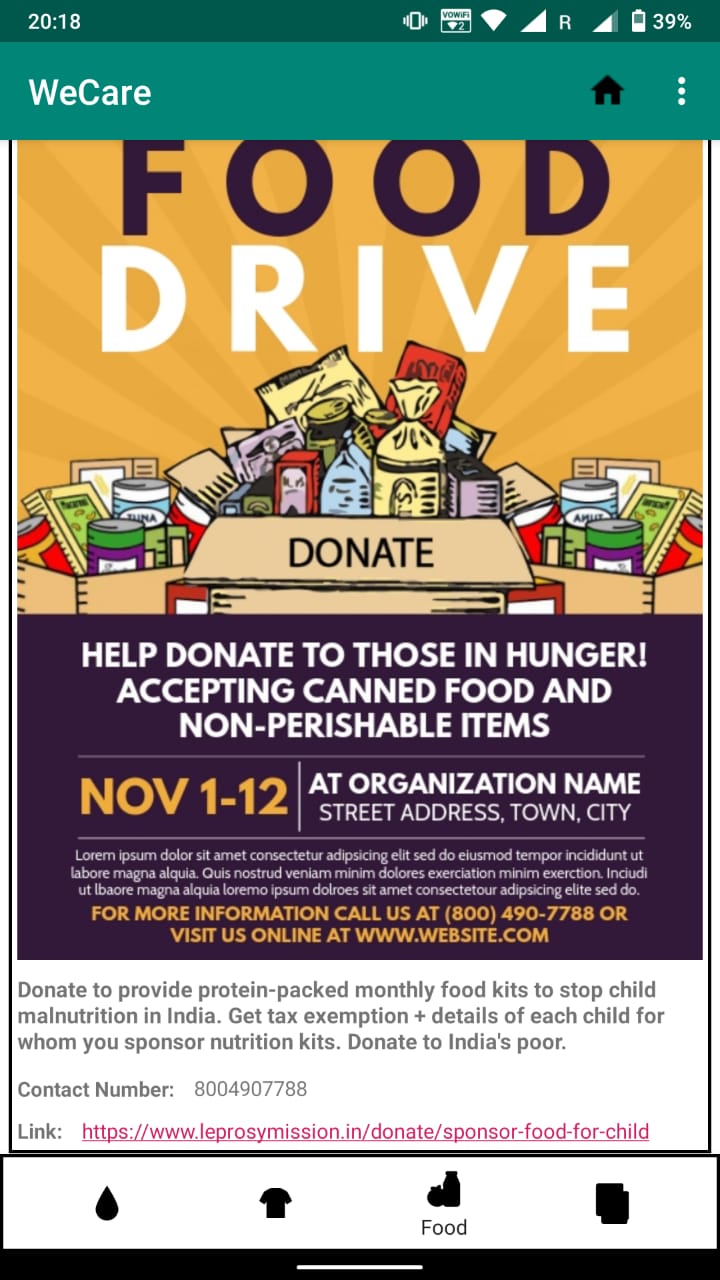 20:18
VOWiFi
2
R
39%
WeCare
FOOD
DRIVE
TUNA
DONATE
HELP DONATE TO THOSE IN HUNGER!
ACCEPTING CANNED FOOD AND
NON-PERISHABLE ITEMS
NOV 1-12
AT ORGANIZATION NAME
STREET ADDRESS, TOWN, CITY
Lorem ipsum dolor sit amet consectetur adipsicing elit sed do eiusmod tempor incididunt ut
labore magna alquia. Quis nostrud veniam minim dolores exerciation minim exerction. Inciudi
ut lbaore magna alquia loremo ipsum dolroes sit amet consectetour adipsicing elite sed do.
FOR MORE INFORMATION CALL US AT (800) 490-7788 OR
VISIT US ONLINE AT WWW.WEBSITE.COM
Donate to provide protein-packed monthly food kits to stop child
malnutrition in India. Get tax exemption + details of each child for
whom you sponsor nutrition kits. Donate to India's poor.
Contact Number: 8004907788
Link: https://www.leprosymission.in/donate/sponsor-food-for-child
Food